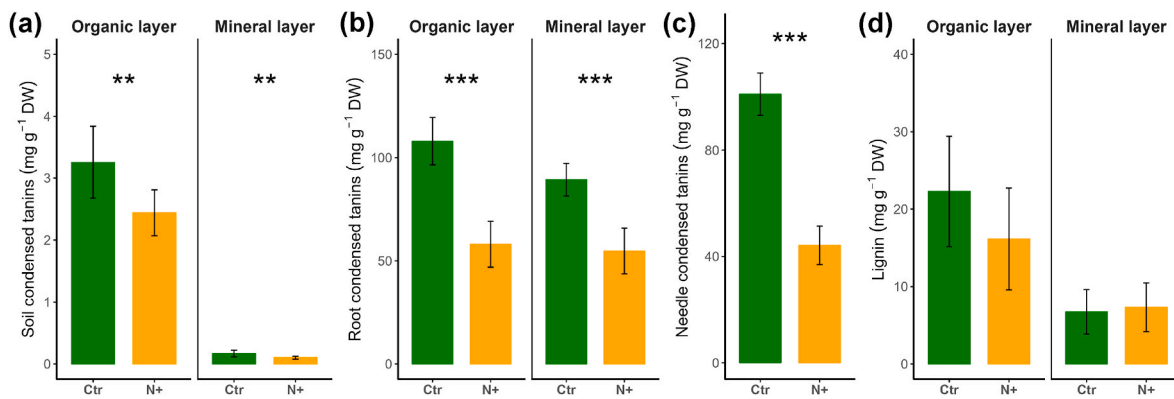 (a)
Organic layer
Mineral layer
Soil condensed tanins (mg g⁻¹ DW)
5
4
3
2
1
0
**
**
Ctr
N+
Ctr
N+
(b)
Organic layer
Mineral layer
Root condensed tanins (mg g⁻¹ DW)
150
100
50
0
***
***
Ctr
N+
Ctr
N+
(c)
Needle condensed tanins (mg g⁻¹ DW)
120
80
40
0
***
Ctr
N+
(d)
Organic layer
Mineral layer
Lignin (mg g⁻¹ DW)
40
30
20
10
0
Ctr
N+
Ctr
N+